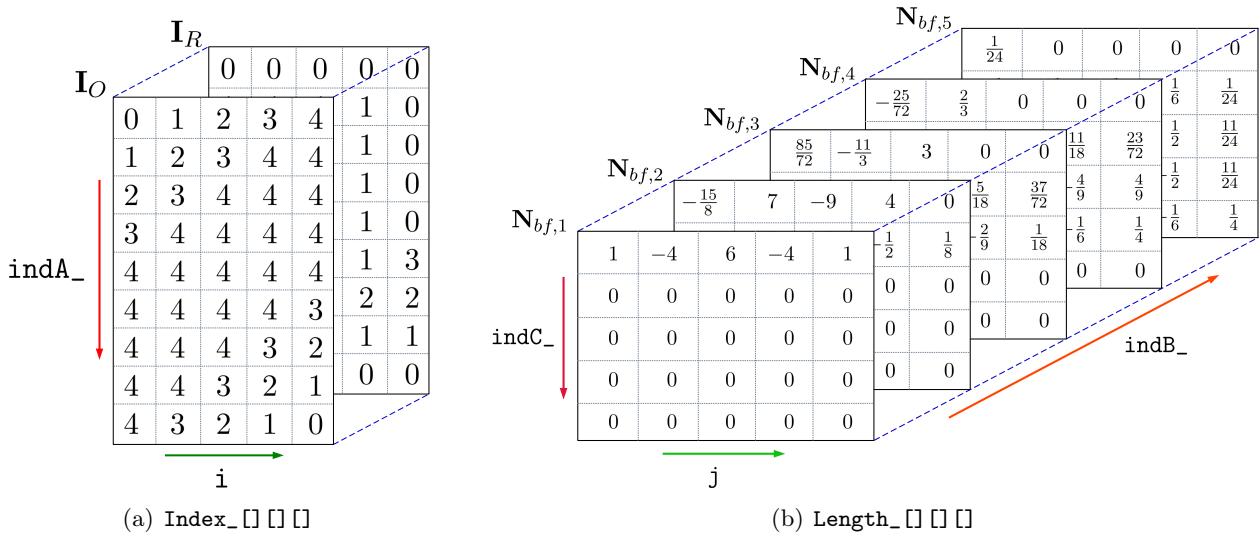 I_R
I_O
0 0 0 0 0
0 1 2 3 4
1 0
1 2 3 4 4
1 0
2 3 4 4 4
1 0
3 4 4 4 4
1 0
4 4 4 4 4
1 3
4 4 4 4 3
2 2
4 4 4 3 2
1 1
4 4 3 2 1
0 0
4 3 2 1 0
indA_
i
(a) Index_[][][]
N_{bf,5}
1/24 0 0 0 0
1/6 1/24
1/2 11/24
1/2 11/24
1/6 1/4
N_{bf,4}
−25/72 2/3 0 0 0
11/18 23/72
4/9 4/9
1/6 1/4
0 0
N_{bf,3}
85/72 −11/3 3 0 0
5/18 37/72
2/9 1/18
0 0
0 0
N_{bf,2}
−15/8 7 −9 4 0
1/2 1/8
0 0
0 0
0 0
N_{bf,1}
1 −4 6 −4 1
0 0 0 0 0
0 0 0 0 0
0 0 0 0 0
0 0 0 0 0
indC_
indB_
j
(b) Length_[][][]